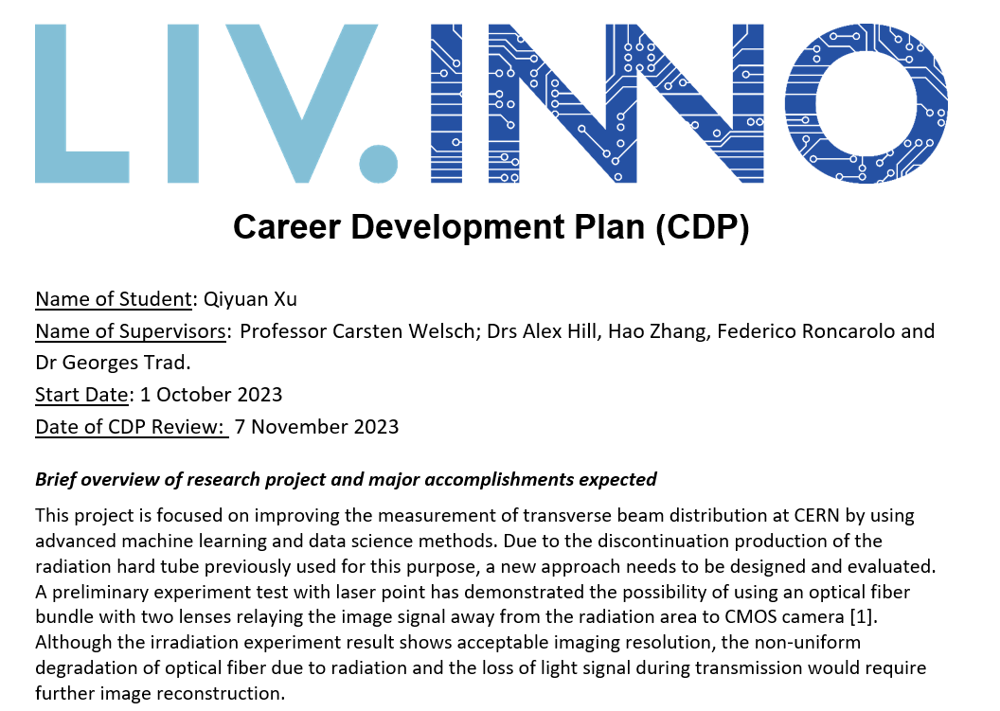 LIV.INNO
Career Development Plan (CDP)
Name of Student: Qiyuan Xu
Name of Supervisors: Professor Carsten Welsch; Drs Alex Hill, Hao Zhang, Federico Roncarolo and
Dr Georges Trad.
Start Date: 1 October 2023
Date of CDP Review: 7 November 2023
Brief overview of research project and major accomplishments expected
This project is focused on improving the measurement of transverse beam distribution at CERN by using
advanced machine learning and data science methods. Due to the discontinuation production of the
radiation hard tube previously used for this purpose, a new approach needs to be designed and evaluated.
A preliminary experiment test with laser point has demonstrated the possibility of using an optical fiber
bundle with two lenses relaying the image signal away from the radiation area to CMOS camera [1].
Although the irradiation experiment result shows acceptable imaging resolution, the non-uniform
degradation of optical fiber due to radiation and the loss of light signal during transmission would require
further image reconstruction.